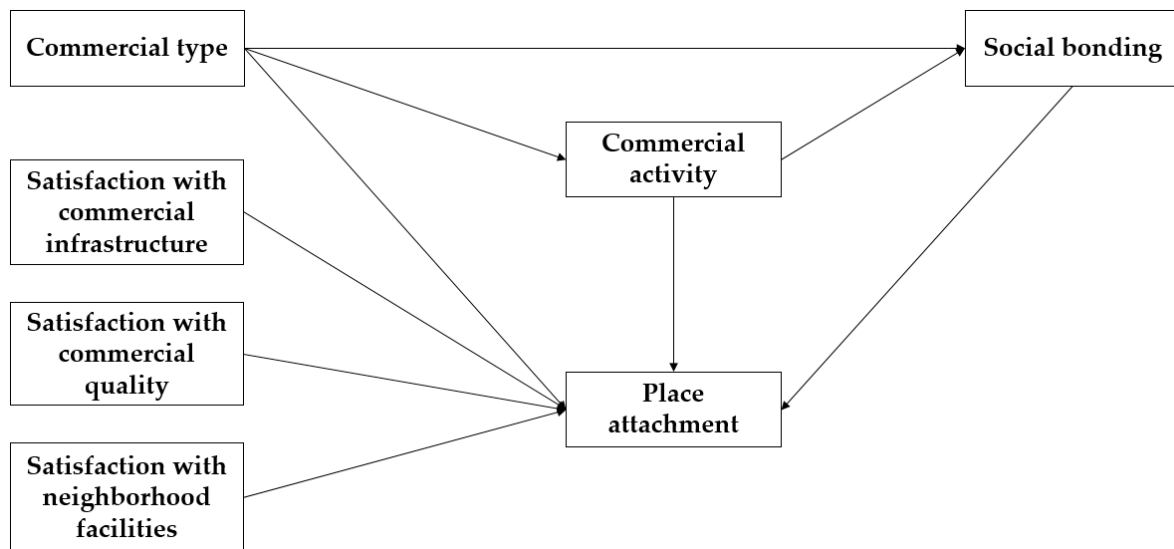 Commercial type
Social bonding
Commercial
activity
Satisfaction with
commercial
infrastructure
Satisfaction with
commercial
quality
Place
attachment
Satisfaction with
neighborhood
facilities